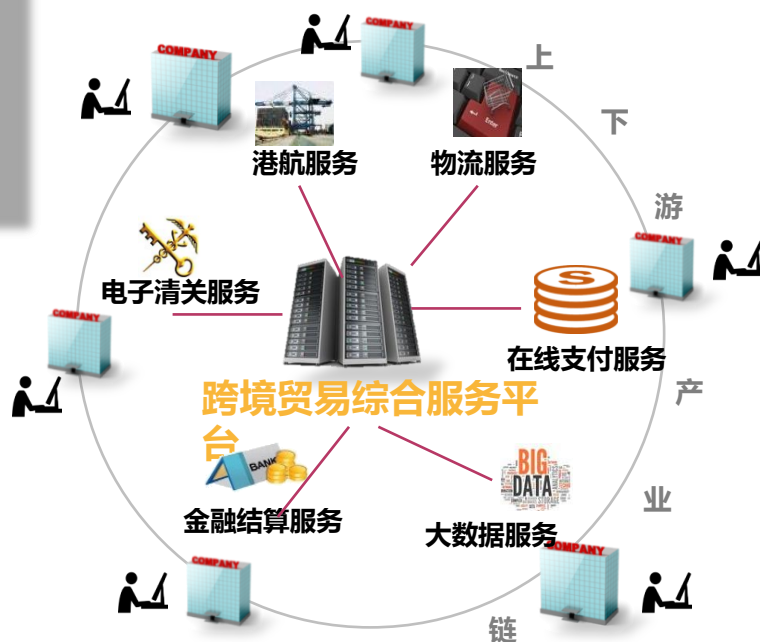 COMPANY
COMPANY
上
下
游
产
业
链
港航服务
物流服务
Enter
COMPANY
电子清关服务
COMPANY
在线支付服务
跨境贸易综合服务平
台
BANK
BIG
DATA
金融结算服务
大数据服务
COMPANY
COMPANY